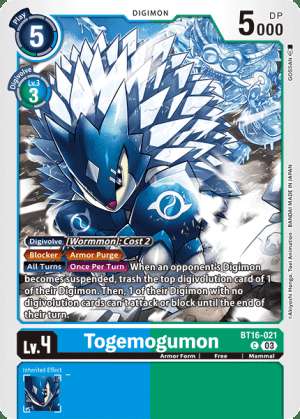 DIGIMON
Play
5
5000
DP
Digivolve
Lv.3
3
GOSSAN
©Akiyoshi Hongo, Toei Animation · BANDAI MADE IN JAPAN
Digivolve [Wormmon]: Cost 2
Blocker Armor Purge
All Turns Once Per Turn When an opponent's Digimon
becomes suspended, trash the top digivolution card of 1
of their Digimon. Then, 1 of their Digimon with no
digivolution cards can't attack or block until the end of
their turn.
BT16-021
Lv.4
Togemogumon
C 03
Armor Form | Free | Mammal
Inherited Effect